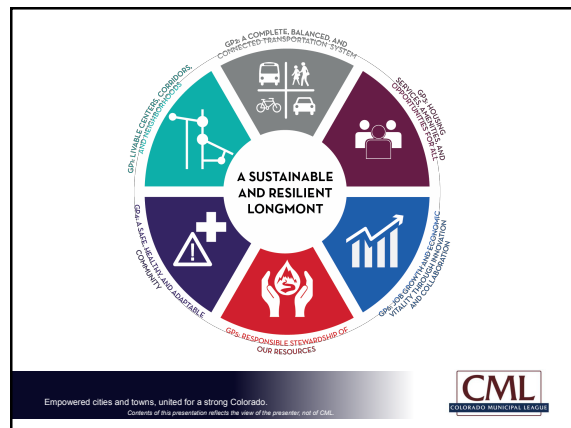 GP1: LIVABLE CENTERS, CORRIDORS,
AND NEIGHBORHOODS
GP2: A COMPLETE, BALANCED, AND
CONNECTED TRANSPORTATION SYSTEM
GP3: HOUSING,
SERVICES, AMENITIES, AND
OPPORTUNITIES FOR ALL
A SUSTAINABLE
AND RESILIENT
LONGMONT
GP4: A SAFE, HEALTHY, AND ADAPTABLE
COMMUNITY
GP5: RESPONSIBLE STEWARDSHIP OF
OUR RESOURCES
GP6: JOB GROWTH AND ECONOMIC
VITALITY THROUGH INNOVATION
AND COLLABORATION
Empowered cities and towns, united for a strong Colorado.
Contents of this presentation reflects the view of the presenter, not of CML.
CML
COLORADO MUNICIPAL LEAGUE